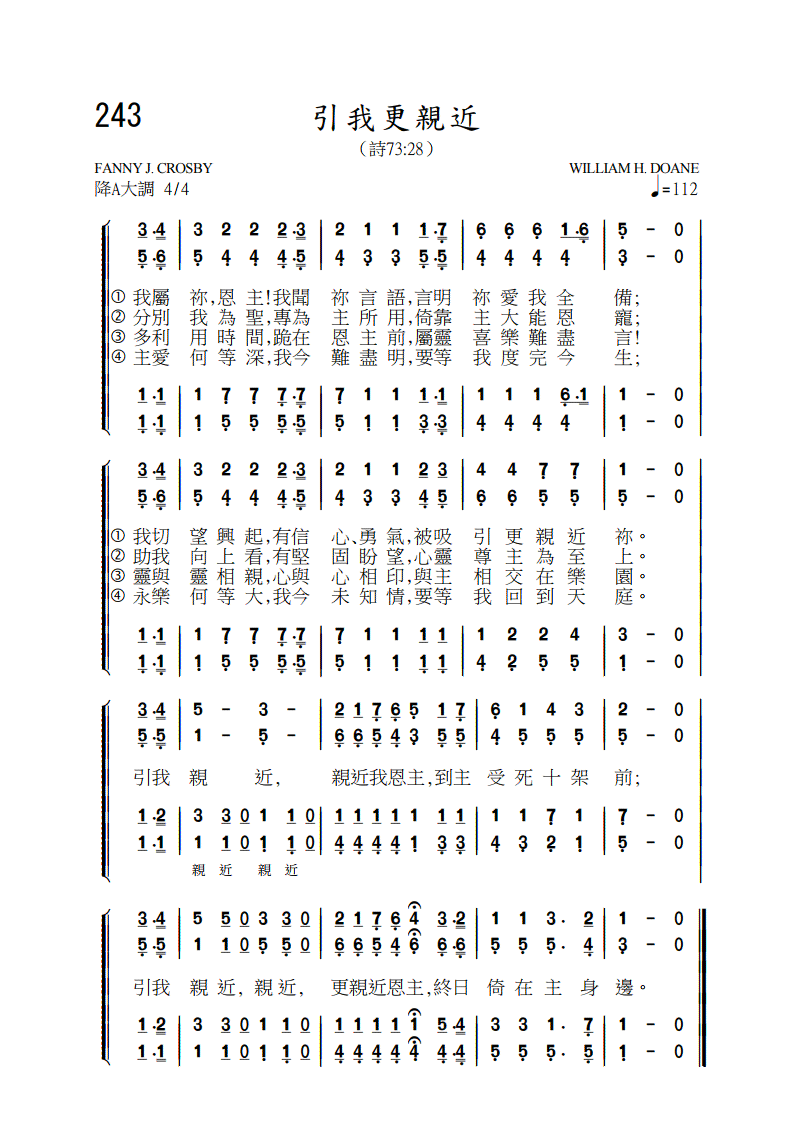 243
引我更親近
（詩73:28）
FANNY J. CROSBY
WILLIAM H. DOANE
降A大調 4/4
♩=112
3·4 | 3 2 2 2·3 | 2 1 1 1·7 | 6 6 6 1·6 | 5 - 0
5·6 | 5 4 4 4·5 | 4 3 3 5·5 | 4 4 4 4 | 3 - 0
① 我屬 祢,恩 主!我聞 祢 言 語,言明 祢 愛 我 全 備;
② 分別 我 為 聖,專為 主 所 用,倚靠 主 大 能 恩 寵;
③ 多利 用 時 間,跪在 恩 主 前,屬靈 喜 樂 難 盡 言!
④ 主愛 何 等 深,我今 難 盡 明,要等 我 度 完 今 生;
1·1 | 1 7 7 7·7 | 7 1 1 1·1 | 1 1 1 6·1 | 1 - 0
1·1 | 1 5 5 5·5 | 5 1 1 3·3 | 4 4 4 4 | 1 - 0
3·4 | 3 2 2 2·3 | 2 1 1 2 3 | 4 4 7 7 | 1 - 0
5·6 | 5 4 4 4·5 | 4 3 3 4 5 | 6 6 5 5 | 5 - 0
① 我切 望 興 起,有信 心、勇 氣,被吸 引 更 親 近 祢。
② 助我 向 上 看,有堅 固 盼 望,心靈 尊 主 為 至 上。
③ 靈與 靈 相 親,心與 心 相 印,與主 相 交 在 樂 園。
④ 永樂 何 等 大,我今 未 知 情,要等 我 回 到 天 庭。
1·1 | 1 7 7 7·7 | 7 1 1 1 1 | 1 2 2 4 | 3 - 0
1·1 | 1 5 5 5·5 | 5 1 1 1 1 | 4 2 5 5 | 1 - 0
3·4 | 5 - 3 - | 2 1 7 6 5 1 7 | 6 1 4 3 | 2 - 0
5·5 | 1 - 5 - | 6 6 5 4 3 5 5 | 4 5 5 5 | 5 - 0
引我 親 近, 親近我恩主,到主 受 死 十 架 前;
1·2 | 3 3 0 1 1 0 | 1 1 1 1 1 1 1 | 1 1 7 1 | 7 - 0
1·1 | 1 1 0 1 1 0 | 4 4 4 4 1 3 3 | 4 3 2 1 | 5 - 0
親 近 親 近
3·4 | 5 5 0 3 3 0 | 2 1 7 6 4 3·2 | 1 1 3· 2 | 1 - 0
5·5 | 1 1 0 5 5 0 | 6 6 5 4 6 6·6 | 5 5 5· 4 | 3 - 0
引我 親 近, 親 近, 更親近恩主,終日 倚 在 主 身 邊。
1·2 | 3 3 0 1 1 0 | 1 1 1 1 1 5·4 | 3 3 1· 7 | 1 - 0
1·1 | 1 1 0 1 1 0 | 4 4 4 4 4 4·4 | 5 5 5· 5 | 1 - 0